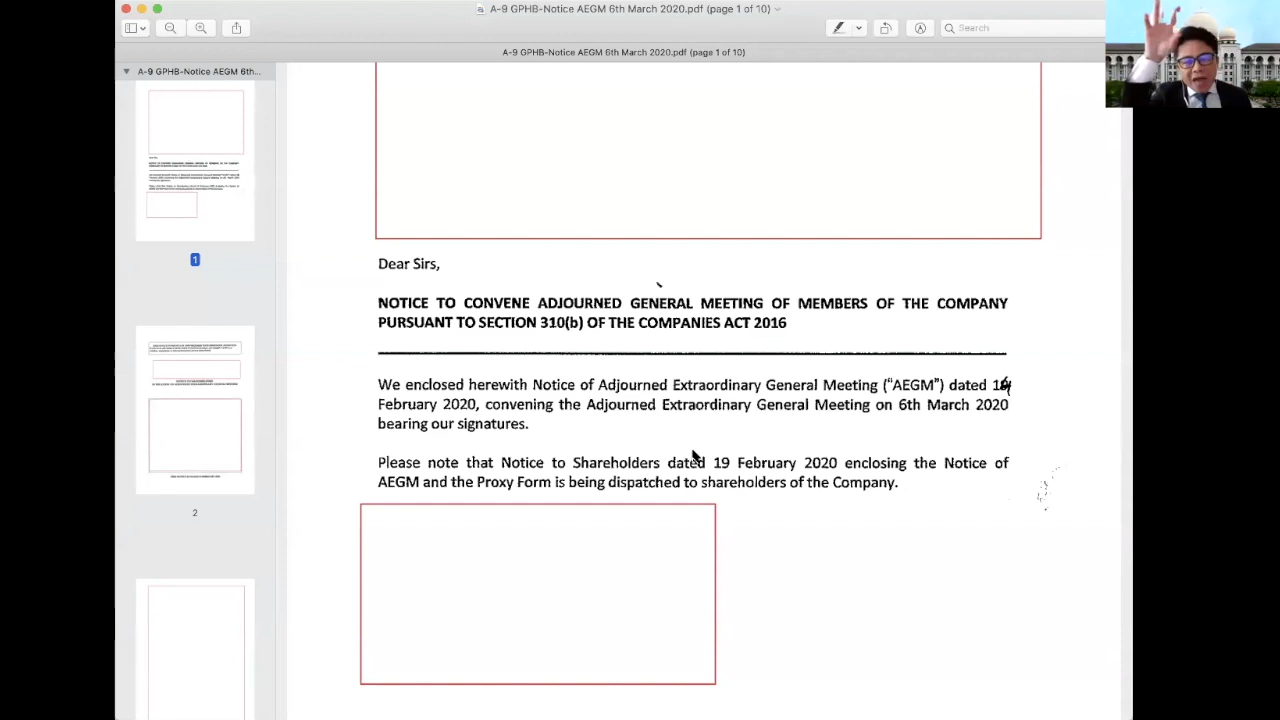 A-9 GPHB-Notice AEGM 6th March 2020.pdf (page 1 of 10)
Search
A-9 GPHB-Notice AEGM 6th March 2020.pdf (page 1 of 10)
A-9 GPHB-Notice AEGM 6th...
1
2
Dear Sirs,
NOTICE TO CONVENE ADJOURNED GENERAL MEETING OF MEMBERS OF THE COMPANY
PURSUANT TO SECTION 310(b) OF THE COMPANIES ACT 2016
We enclosed herewith Notice of Adjourned Extraordinary General Meeting ("AEGM") dated
February 2020, convening the Adjourned Extraordinary General Meeting on 6th March 2020
bearing our signatures.
Please note that Notice to Shareholders dated 19 February 2020 enclosing the Notice of
AEGM and the Proxy Form is being dispatched to shareholders of the Company.